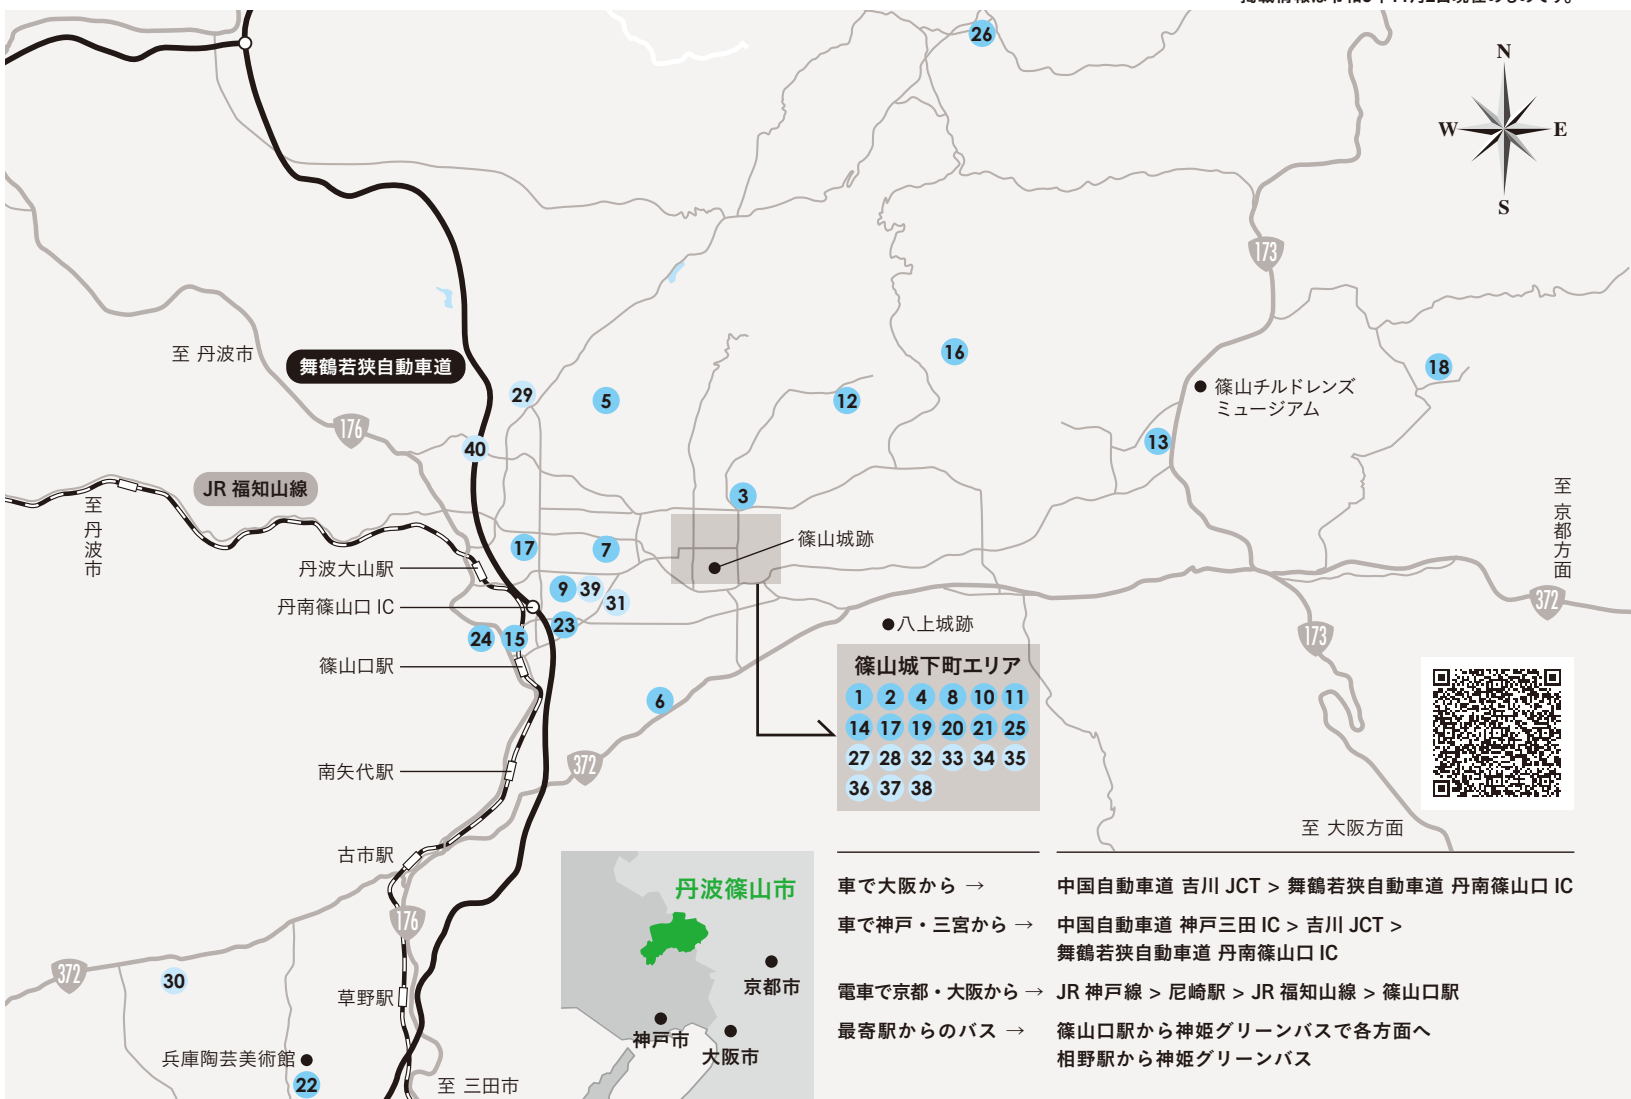 26
N
W
E
S
173
至 丹波市
舞鶴若狭自動車道
16
18
29
5
12
篠山チルドレンズ
ミュージアム
176
40
13
JR 福知山線
3
至 丹波市
至 京都方面
17
7
篠山城跡
丹波大山駅
9
39
31
372
丹南篠山口 IC
23
24
15
八上城跡
173
篠山口駅
6
篠山城下町エリア
1 2 4 8 10 11
14 17 19 20 21 25
27 28 32 33 34 35
36 37 38
南矢代駅
372
至 大阪方面
古市駅
176
丹波篠山市
372
30
京都市
草野駅
神戸市
大阪市
兵庫陶芸美術館
22
至 三田市
車で大阪から → 中国自動車道 吉川 JCT > 舞鶴若狭自動車道 丹南篠山口 IC
車で神戸・三宮から → 中国自動車道 神戸三田 IC > 吉川 JCT >
舞鶴若狭自動車道 丹南篠山口 IC
電車で京都・大阪から → JR 神戸線 > 尼崎駅 > JR 福知山線 > 篠山口駅
最寄駅からのバス → 篠山口駅から神姫グリーンバスで各方面へ
相野駅から神姫グリーンバス